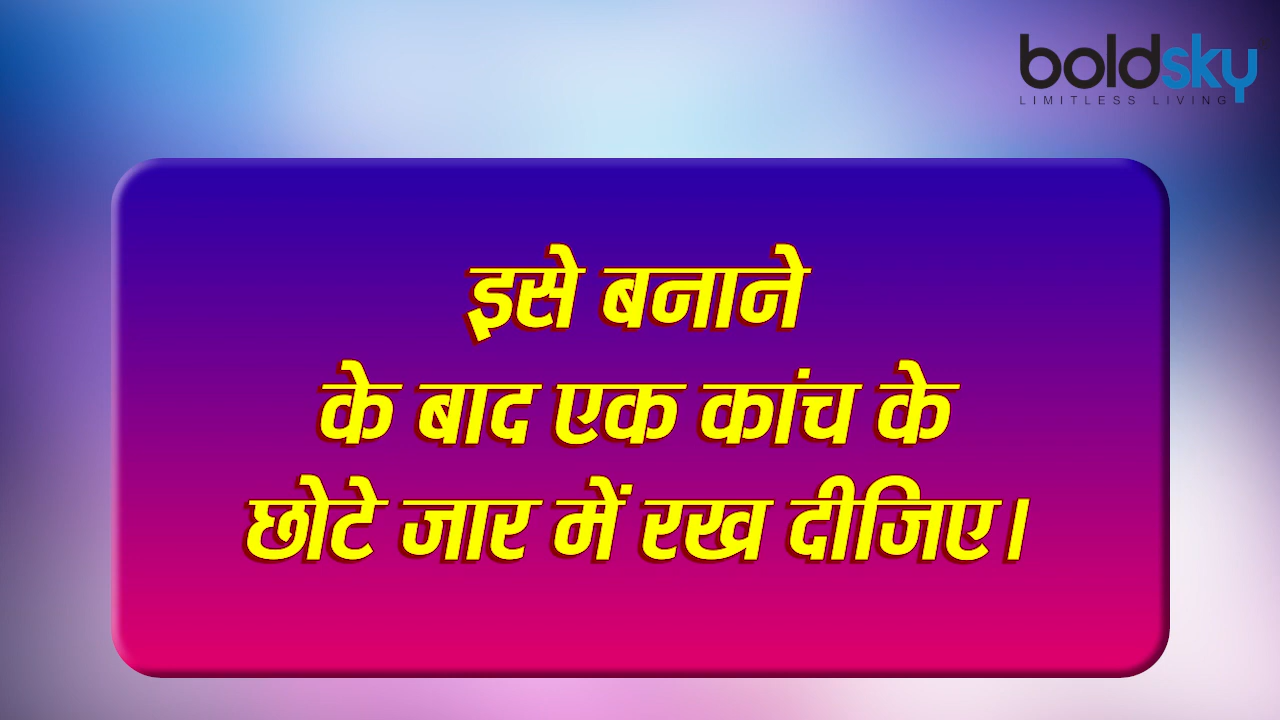 boldsky
LIMITLESS LIVING
इसे बनाने
के बाद एक कांच के
छोटे जार में रख दीजिए।